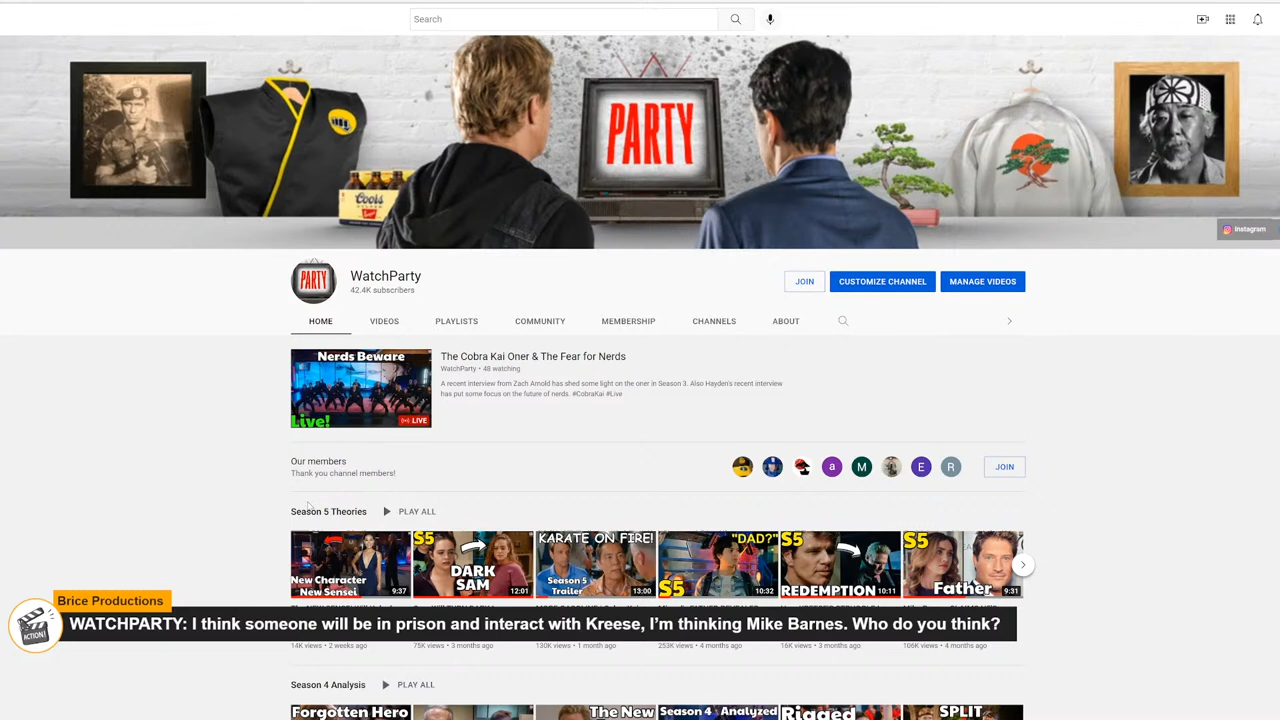 Search
PARTY
Coors
Instagram
PARTY
WatchParty
42.4K subscribers
JOIN
CUSTOMIZE CHANNEL
MANAGE VIDEOS
HOME
VIDEOS
PLAYLISTS
COMMUNITY
MEMBERSHIP
CHANNELS
ABOUT
Nerds Beware
Live!
LIVE
The Cobra Kai Oner & The Fear for Nerds
WatchParty • 48 watching
A recent interview from Zach Arnold has shed some light on the oner in Season 3. Also Hayden's recent interview
has put some focus on the future of nerds. #CobraKai #Live
Our members
Thank you channel members!
a
M
E
R
JOIN
Season 5 Theories
PLAY ALL
New Character
New Sensei
9:37
S5
DARK
SAM
12:01
KARATE ON FIRE!
Season 5
Trailer
13:00
"DAD?"
S5
10:32
S5
REDEMPTION
10:11
S5
Father
9:31
Brice Productions
ACTION!
WATCHPARTY: I think someone will be in prison and interact with Kreese, I'm thinking Mike Barnes. Who do you think?
14K views • 2 weeks ago
75K views • 3 months ago
130K views • 1 month ago
253K views • 4 months ago
16K views • 3 months ago
106K views • 4 months ago
Season 4 Analysis
PLAY ALL
Forgotten Hero
The New
Season 4 Analyzed
Rigged
SPLIT